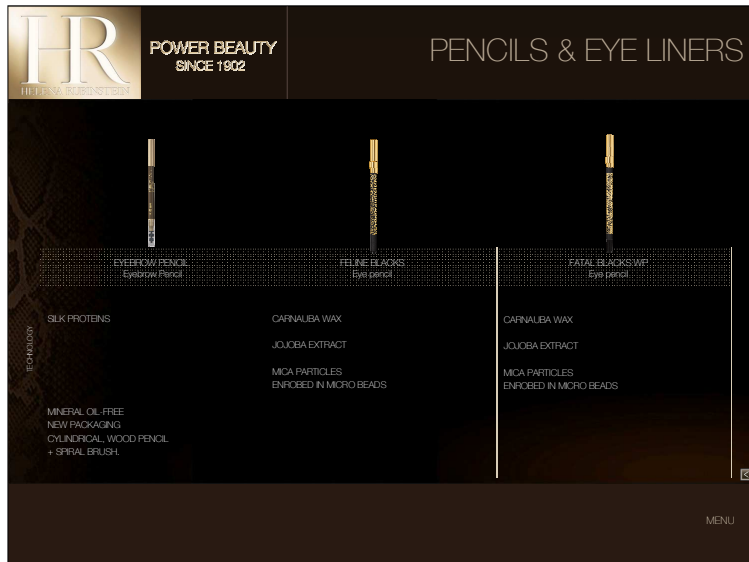 HR
HELENA RUBINSTEIN
POWER BEAUTY
SINCE 1902
PENCILS & EYE LINERS
EYEBROW PENCIL
Eyebrow Pencil
FELINE BLACKS
Eye pencil
FATAL BLACKS WP
Eye pencil
TECHNOLOGY
SILK PROTEINS
MINERAL OIL-FREE
NEW PACKAGING
CYLINDRICAL, WOOD PENCIL
+ SPIRAL BRUSH.
CARNAUBA WAX
JOJOBA EXTRACT
MICA PARTICLES
ENROBED IN MICRO BEADS
CARNAUBA WAX
JOJOBA EXTRACT
MICA PARTICLES
ENROBED IN MICRO BEADS
MENU